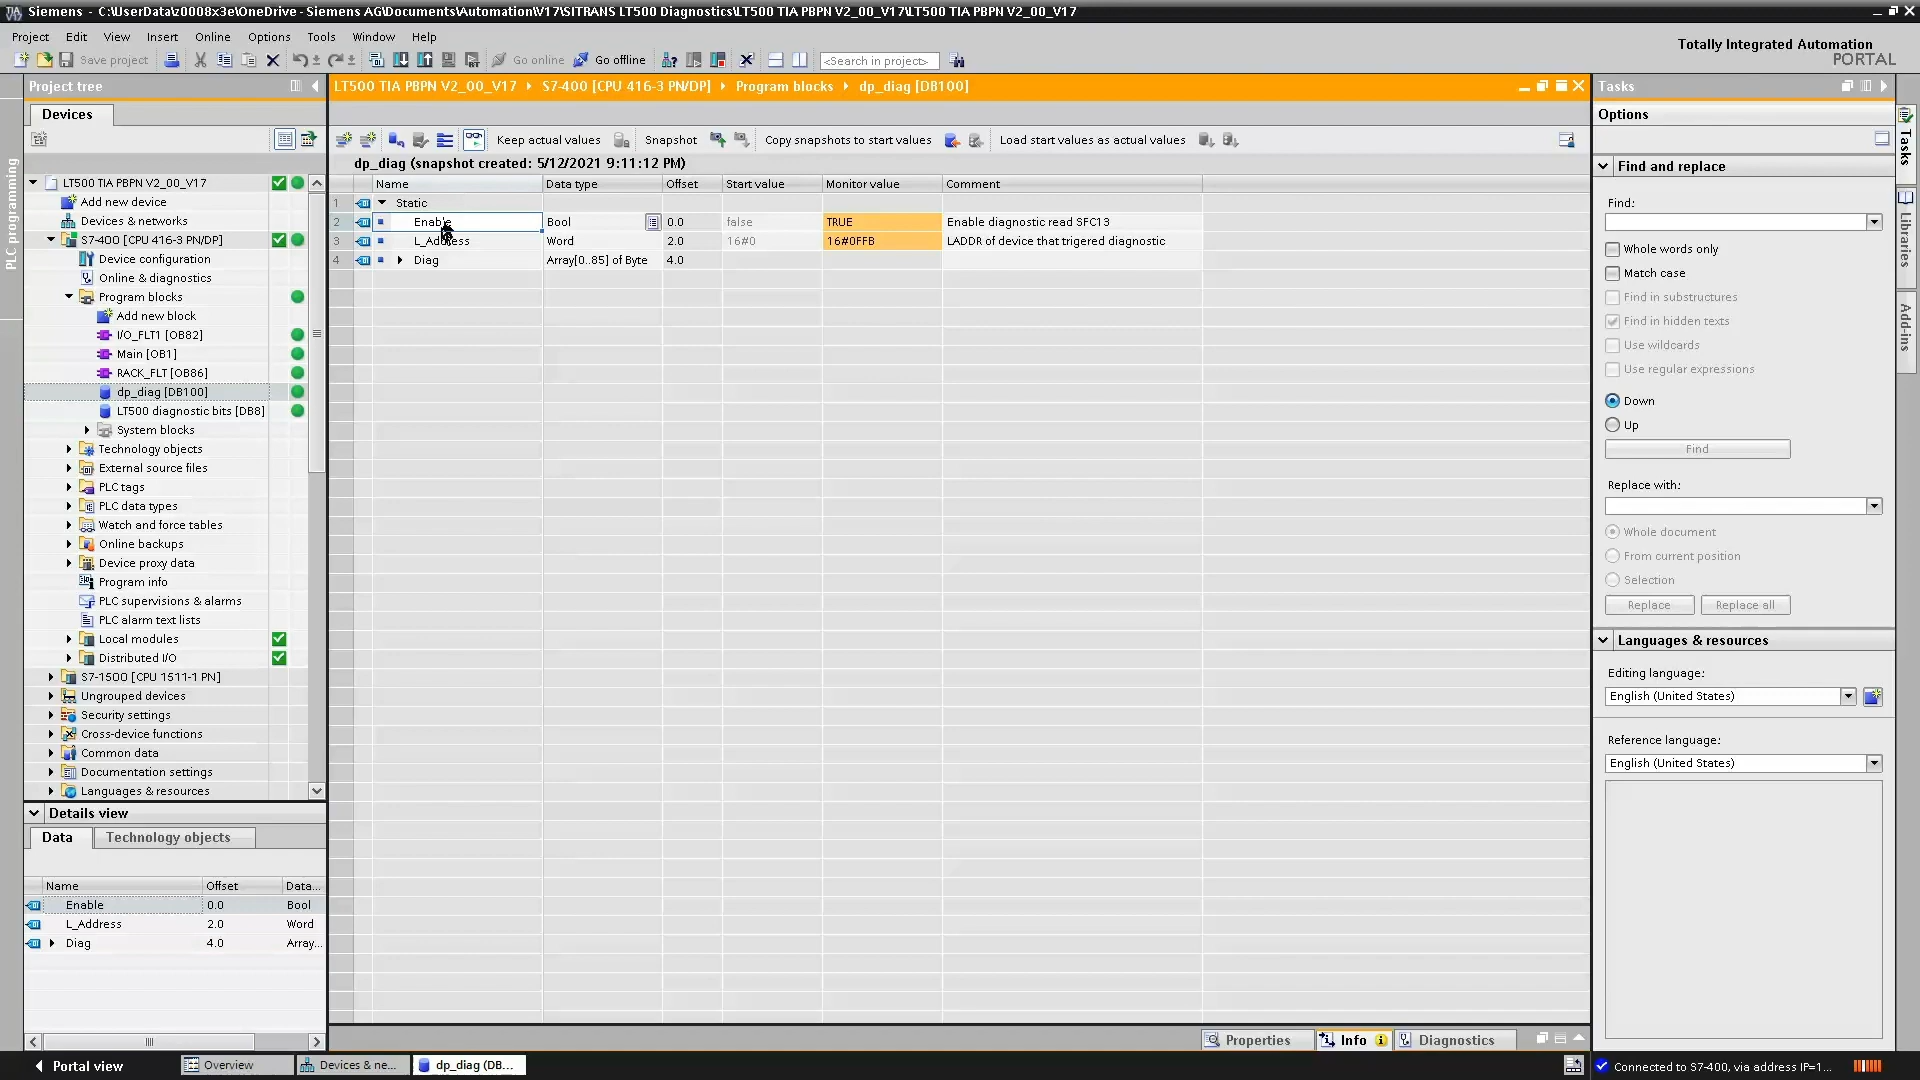 Siemens - C:\UserData\z0008x3e\OneDrive - Siemens AG\Documents\Automation\V17\SITRANS LT500 Diagnostics\LT500 TIA PBPN V2_00_V17\LT500 TIA PBPN V2_00_V17
Project Edit View Insert Online Options Tools Window Help
Totally Integrated Automation
PORTAL
Save project
Go online
Go offline
<Search in project>
Project tree
LT500 TIA PBPN V2_00_V17 › S7-400 [CPU 416-3 PN/DP] › Program blocks › dp_diag [DB100]
Tasks
Devices
Options
Keep actual values
Snapshot
Copy snapshots to start values
Load start values as actual values
dp_diag (snapshot created: 5/12/2021 9:11:12 PM)
Name Data type Offset Start value Monitor value Comment
1 Static
2 Enable Bool 0.0 false TRUE Enable diagnostic read SFC13
3 L_Address Word 2.0 16#0 16#0FFB LADDR of device that trigered diagnostic
4 Diag Array[0..85] of Byte 4.0
PLC programming
LT500 TIA PBPN V2_00_V17
Add new device
Devices & networks
S7-400 [CPU 416-3 PN/DP]
Device configuration
Online & diagnostics
Program blocks
Add new block
I/O_FLT1 [OB82]
Main [OB1]
RACK_FLT [OB86]
dp_diag [DB100]
LT500 diagnostic bits [DB8]
System blocks
Technology objects
External source files
PLC tags
PLC data types
Watch and force tables
Online backups
Device proxy data
Program info
PLC supervisions & alarms
PLC alarm text lists
Local modules
Distributed I/O
S7-1500 [CPU 1511-1 PN]
Ungrouped devices
Security settings
Cross-device functions
Common data
Documentation settings
Languages & resources
Details view
Data
Technology objects
Name Offset Data...
Enable 0.0 Bool
L_Address 2.0 Word
Diag 4.0 Array...
Find and replace
Find:
Whole words only
Match case
Find in substructures
Find in hidden texts
Use wildcards
Use regular expressions
Down
Up
Find
Replace with:
Whole document
From current position
Selection
Replace
Replace all
Languages & resources
Editing language:
English (United States)
Reference language:
English (United States)
Tasks
Libraries
Add-ins
Properties
Info
Diagnostics
Portal view
Overview
Devices & ne...
dp_diag (DB...
Connected to S7-400, via address IP=1...